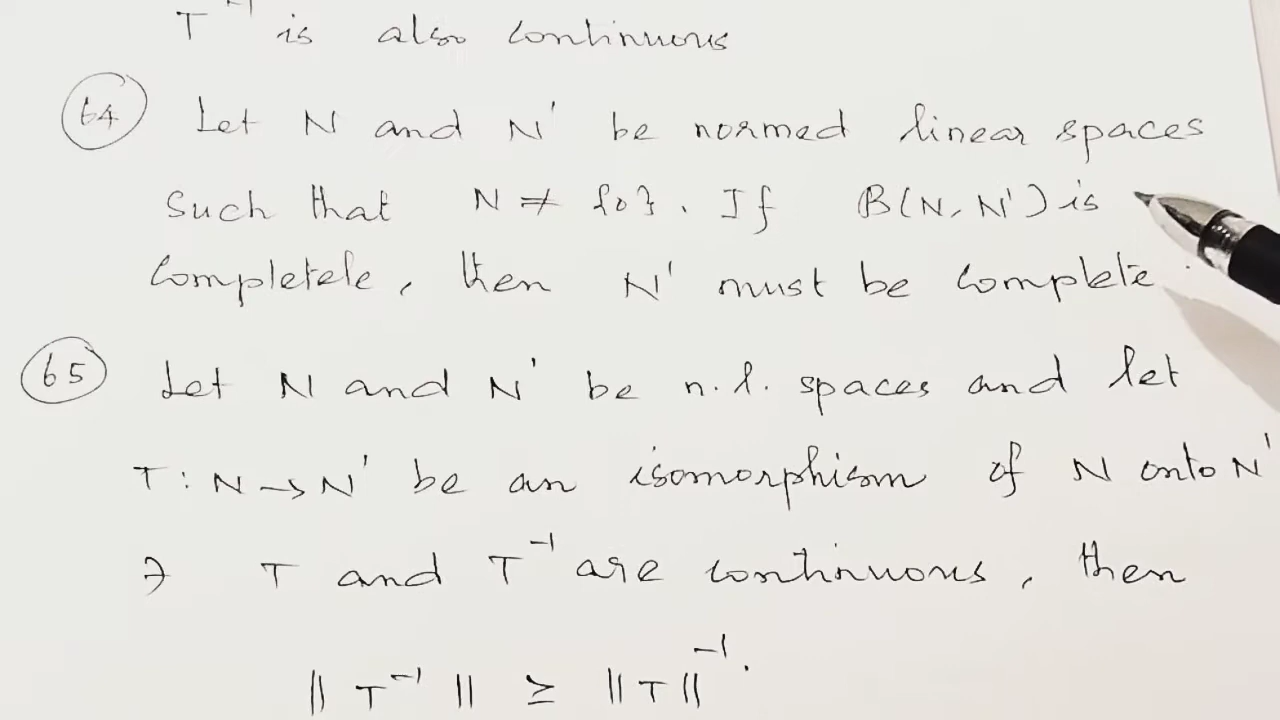 T⁻¹ is also continuous
64 Let N and N' be normed linear spaces
such that N ≠ {0}. If B(N, N') is
completele, then N' must be complete.
65 Let N and N' be n.l. spaces and let
T : N → N' be an isomorphism of N onto N'
∋ T and T⁻¹ are continuous, then
|| T⁻¹ || ≥ ||T||⁻¹.